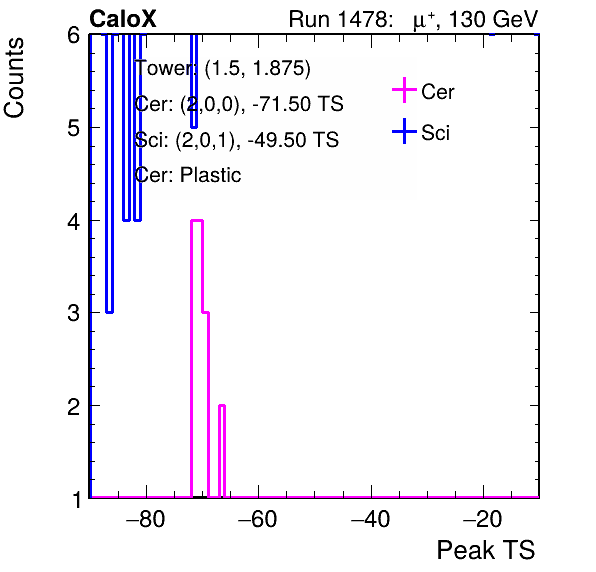 CaloX Run 1478: μ⁺, 130 GeV
Counts
Tower: (1.5, 1.875)
Cer: (2,0,0), -71.50 TS
Sci: (2,0,1), -49.50 TS
Cer: Plastic
Cer
Sci
6
5
4
3
2
1
−80 −60 −40 −20
Peak TS